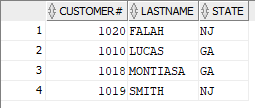 CUSTOMER# LASTNAME STATE
1 1020 FALAH NJ
2 1010 LUCAS GA
3 1018 MONTIASA GA
4 1019 SMITH NJ